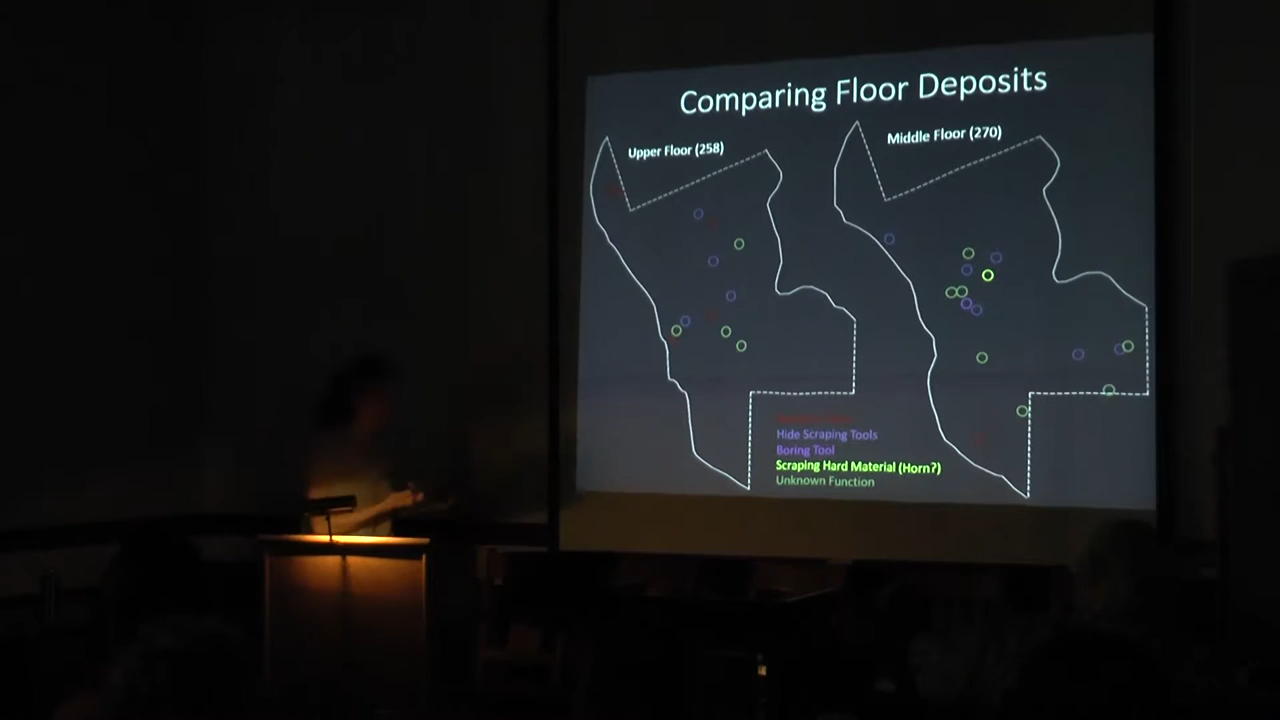 Comparing Floor Deposits
Upper Floor (258)
Middle Floor (270)
Hide Scraping Tools
Boring Tool
Scraping Hard Material (Horn?)
Unknown Function